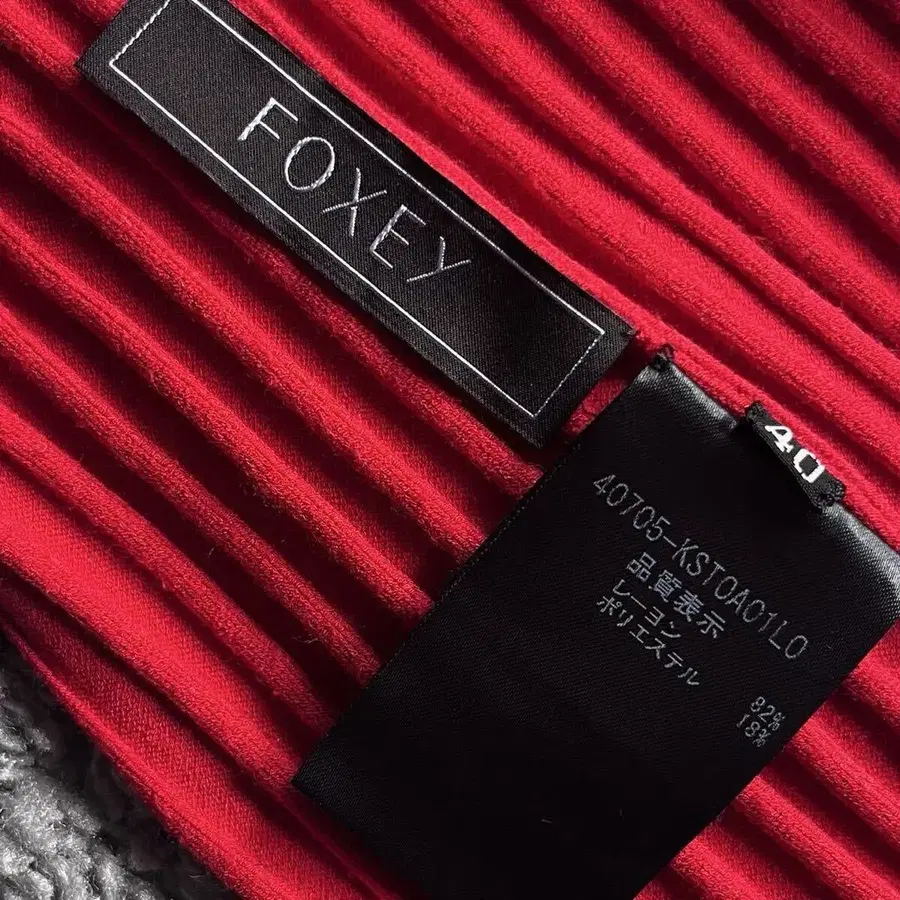 FOXEY
40
40705-KSTOA01LO
品質表示
レーヨン 82%
ポリエステル 18%